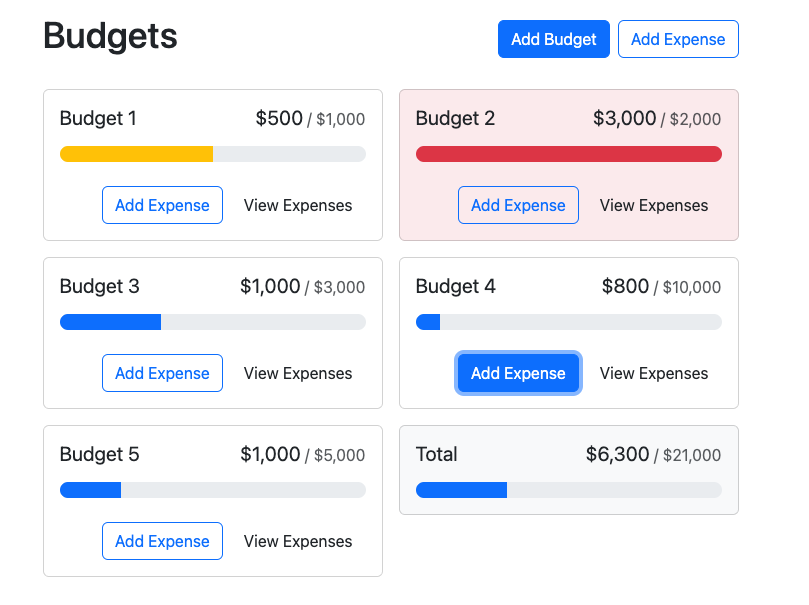 Budgets
Add Budget
Add Expense
Budget 1
$500 / $1,000
Add Expense
View Expenses
Budget 2
$3,000 / $2,000
Add Expense
View Expenses
Budget 3
$1,000 / $3,000
Add Expense
View Expenses
Budget 4
$800 / $10,000
Add Expense
View Expenses
Budget 5
$1,000 / $5,000
Add Expense
View Expenses
Total
$6,300 / $21,000